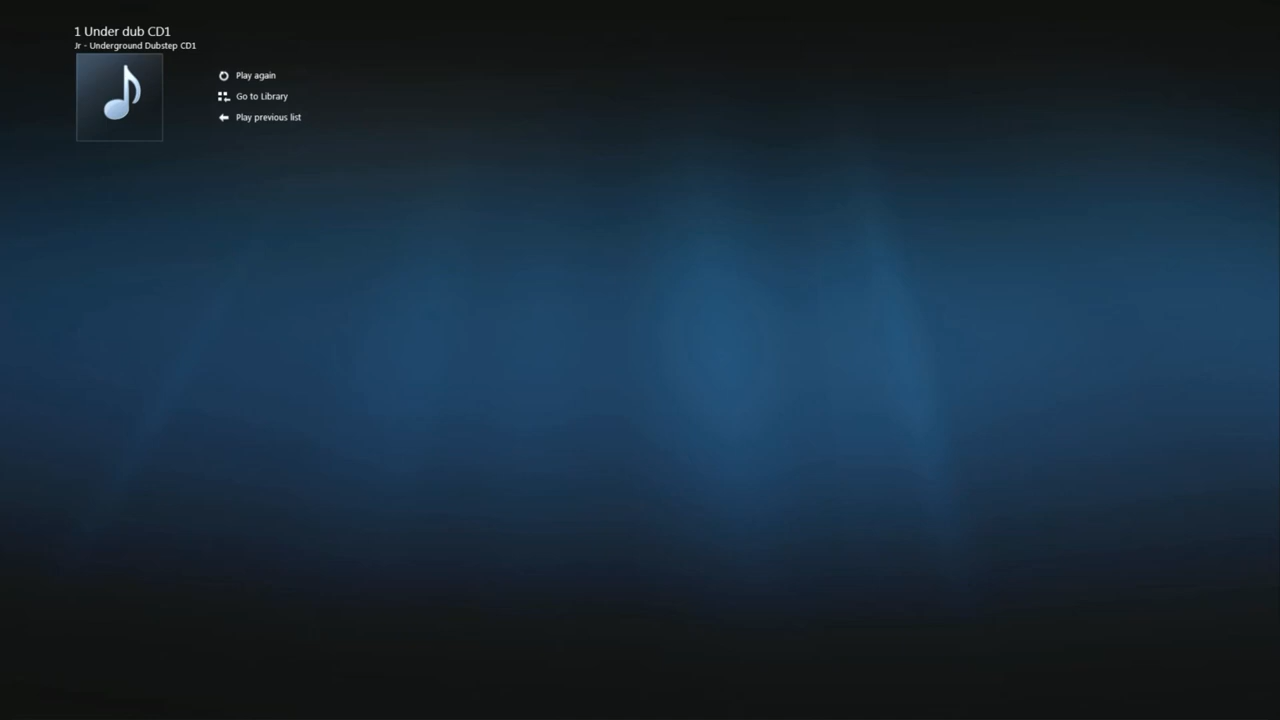 1 Under dub CD1
Jr - Underground Dubstep CD1
Play again
Go to Library
Play previous list